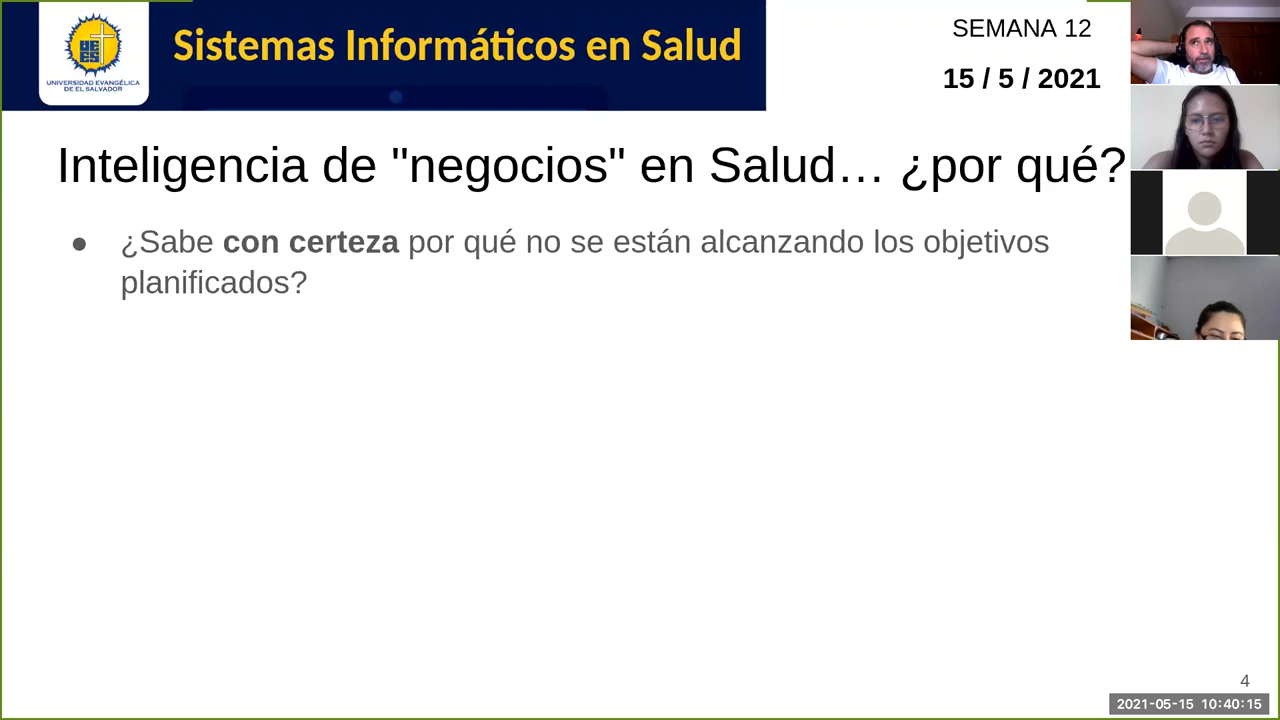 UNIVERSIDAD EVANGÉLICA
DE EL SALVADOR
Sistemas Informáticos en Salud
SEMANA 12
15 / 5 / 2021
Inteligencia de "negocios" en Salud… ¿por qué?
● ¿Sabe con certeza por qué no se están alcanzando los objetivos
planificados?
4
2021-05-15 10:40:15